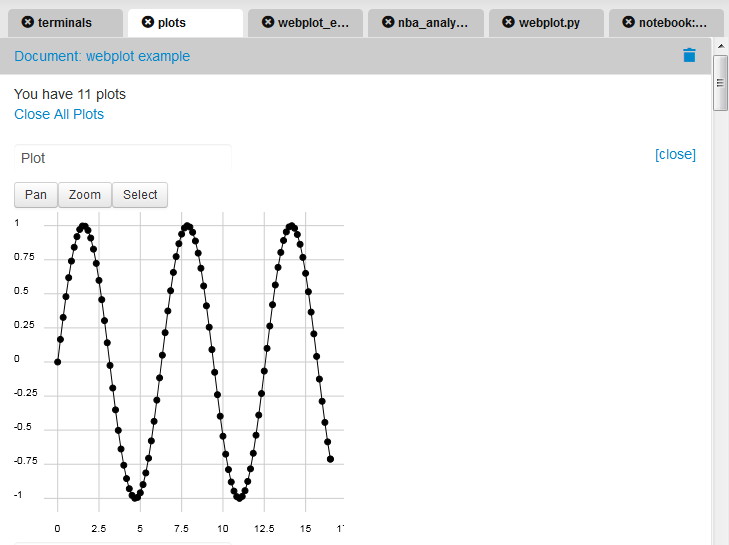 terminals plots webplot_e... nba_analy... webplot.py notebook:...
Document: webplot example
You have 11 plots
Close All Plots
Plot [close]
Pan Zoom Select
1
0.75
0.5
0.25
0
-0.25
-0.5
-0.75
-1
0 2.5 5 7.5 10 12.5 15